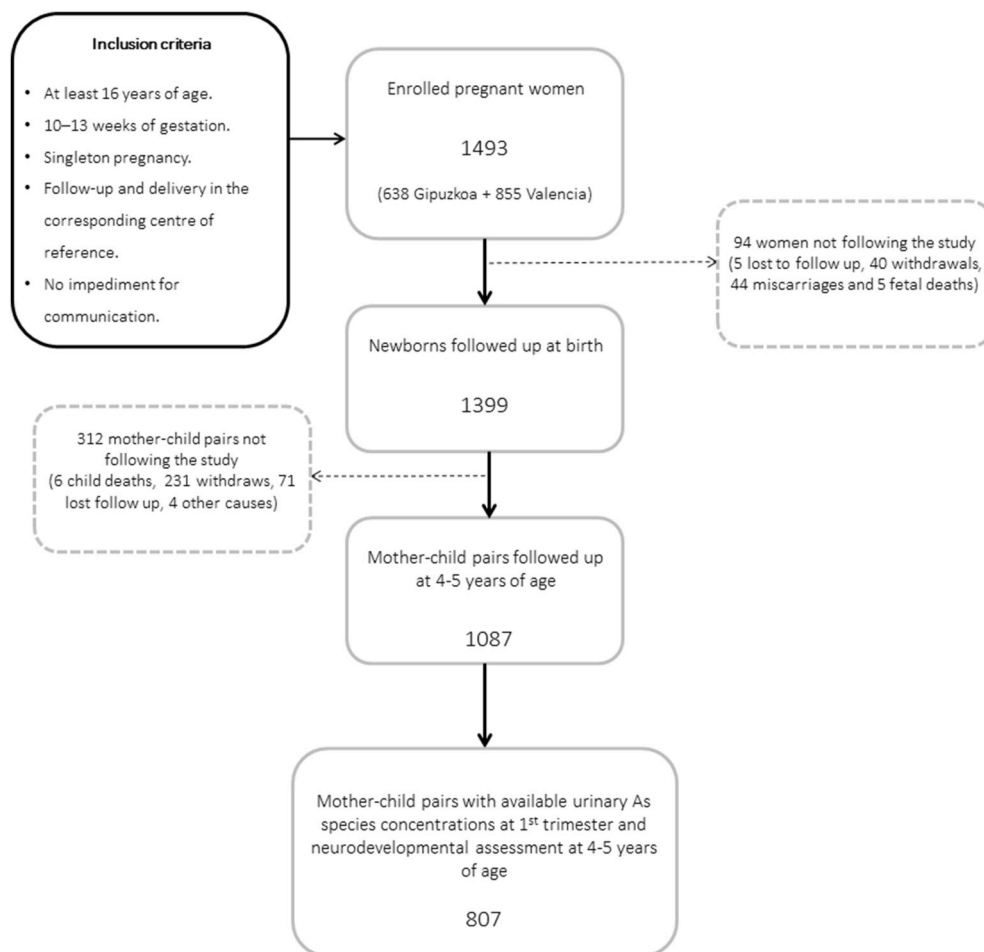 Inclusion criteria
• At least 16 years of age.
• 10–13 weeks of gestation.
• Singleton pregnancy.
• Follow-up and delivery in the
corresponding centre of
reference.
• No impediment for
communication.
Enrolled pregnant women
1493
(638 Gipuzkoa + 855 Valencia)
94 women not following the study
(5 lost to follow up, 40 withdrawals,
44 miscarriages and 5 fetal deaths)
Newborns followed up at birth
1399
312 mother-child pairs not
following the study
(6 child deaths, 231 withdraws, 71
lost follow up, 4 other causes)
Mother-child pairs followed up
at 4-5 years of age
1087
Mother-child pairs with available urinary As
species concentrations at 1st trimester and
neurodevelopmental assessment at 4-5 years
of age
807